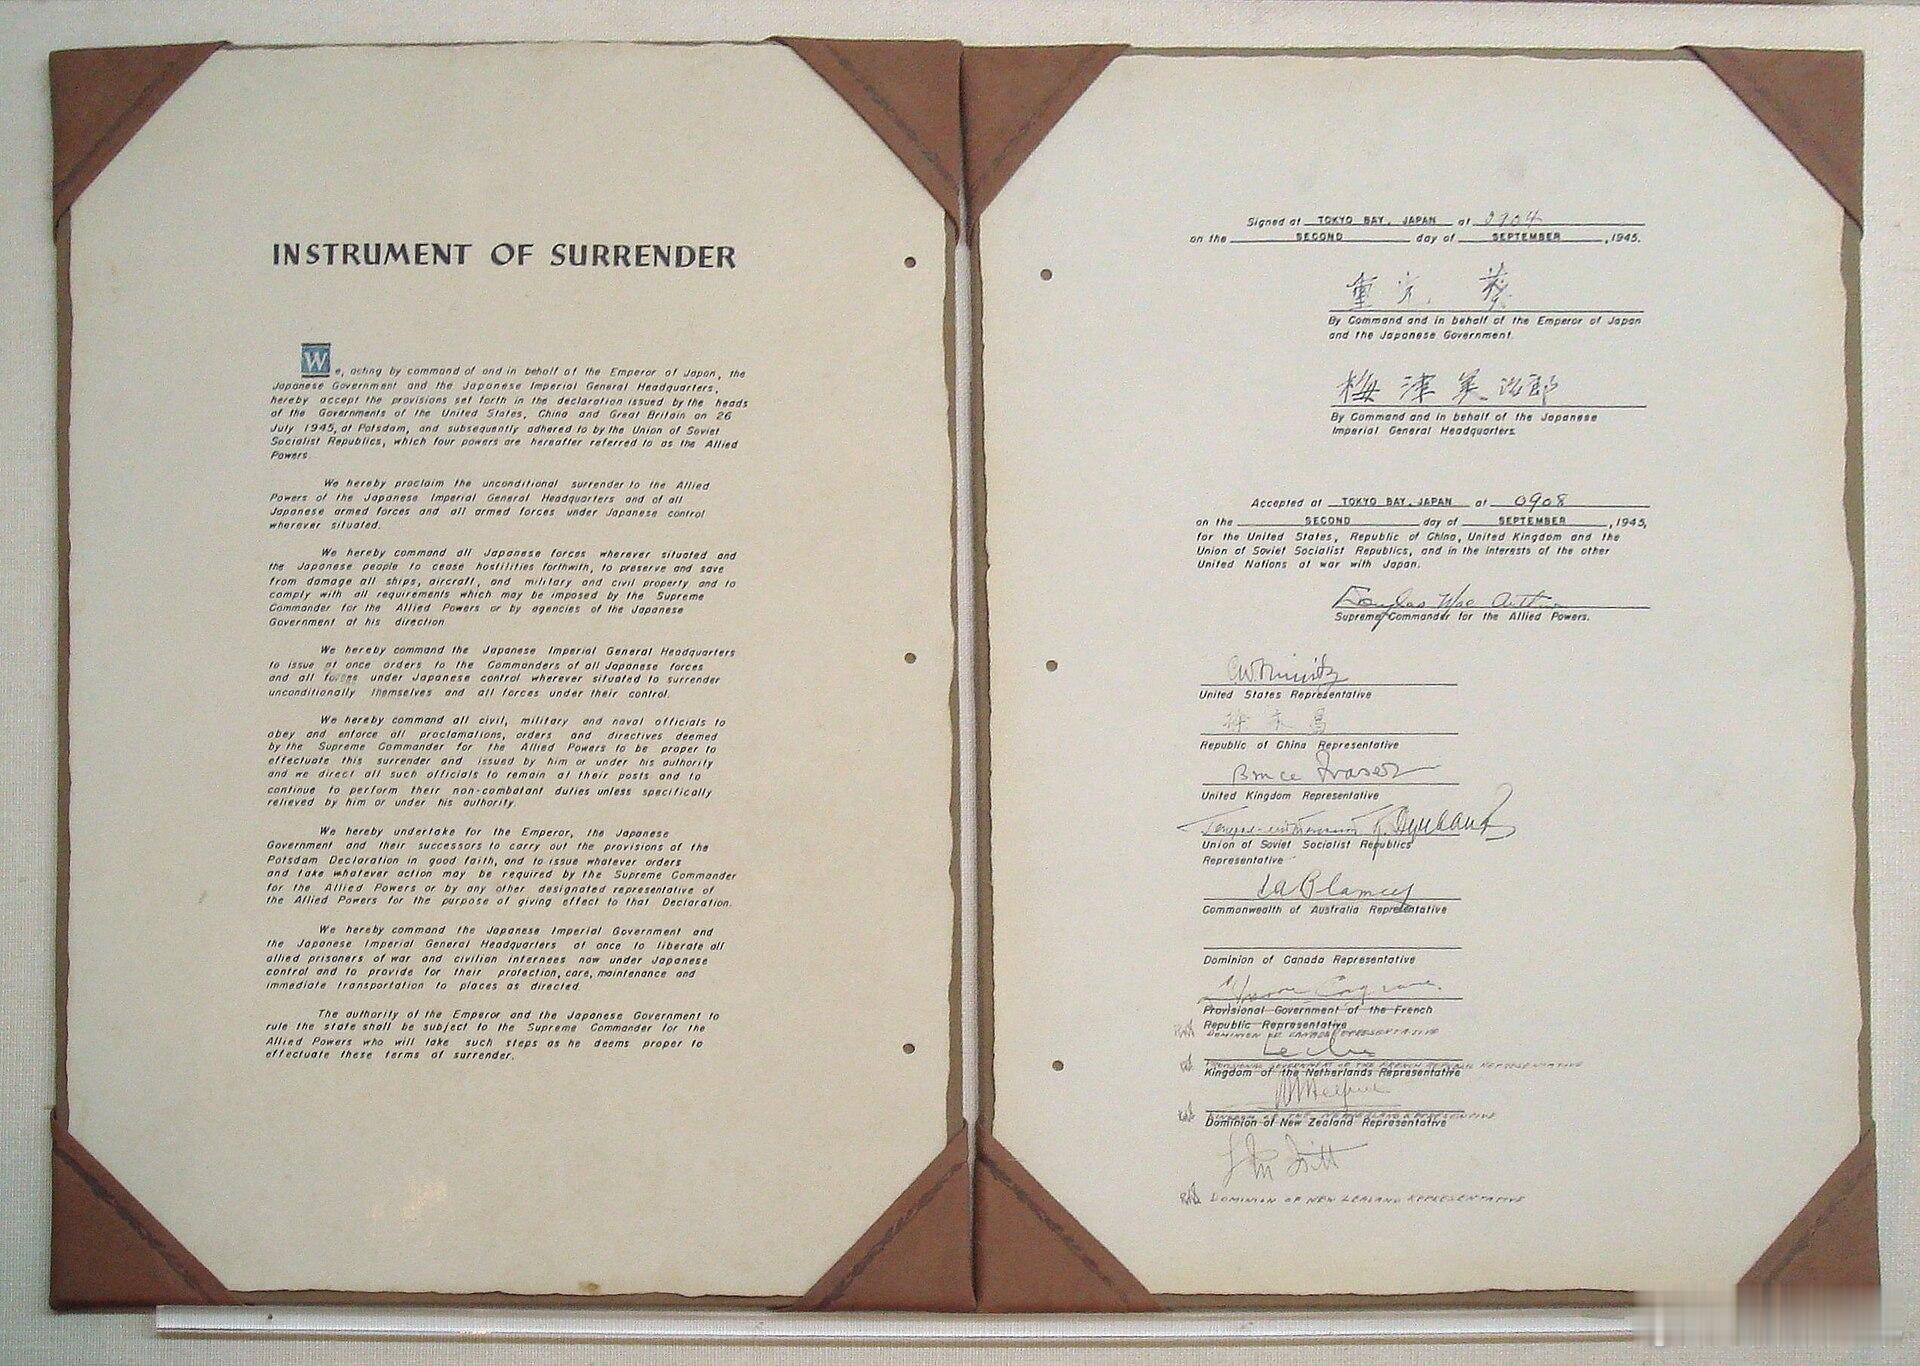 INSTRUMENT OF SURRENDER
We, acting by command of and in behalf of the Emperor of Japan, the
Japanese Government and the Japanese Imperial General Headquarters,
hereby accept the provisions set forth in the declaration issued by the heads
of the Governments of the United States, China and Great Britain on 26
July 1945, at Potsdam, and subsequently adhered to by the Union of Soviet
Socialist Republics, which four powers are hereafter referred to as the Allied
Powers.
We hereby proclaim the unconditional surrender to the Allied
Powers of the Japanese Imperial General Headquarters and of all
Japanese armed forces and all armed forces under Japanese control
wherever situated.
We hereby command all Japanese forces wherever situated and
the Japanese people to cease hostilities forthwith, to preserve and save
from damage all ships, aircraft, and military and civil property and to
comply with all requirements which may be imposed by the Supreme
Commander for the Allied Powers or by agencies of the Japanese
Government at his direction.
We hereby command the Japanese Imperial General Headquarters
to issue at once orders to the Commanders of all Japanese forces
and all forces under Japanese control wherever situated to surrender
unconditionally themselves and all forces under their control.
We hereby command all civil, military and naval officials to
obey and enforce all proclamations, orders and directives deemed
by the Supreme Commander for the Allied Powers to be proper to
effectuate this surrender and issued by him or under his authority
and we direct all such officials to remain at their posts and to
continue to perform their non-combatant duties unless specifically
relieved by him or under his authority.
We hereby undertake for the Emperor, the Japanese
Government and their successors to carry out the provisions of the
Potsdam Declaration in good faith, and to issue whatever orders
and take whatever action may be required by the Supreme Commander
for the Allied Powers or by any other designated representative of
the Allied Powers for the purpose of giving effect to that Declaration.
We hereby command the Japanese Imperial Government and
the Japanese Imperial General Headquarters at once to liberate all
allied prisoners of war and civilian internees now under Japanese
control and to provide for their protection, care, maintenance and
immediate transportation to places as directed.
The authority of the Emperor and the Japanese Government to
rule the state shall be subject to the Supreme Commander for the
Allied Powers who will take such steps as he deems proper to
effectuate these terms of surrender.
Signed at TOKYO BAY, JAPAN at 0904
on the SECOND day of SEPTEMBER, 1945.
重光 葵
By Command and in behalf of the Emperor of Japan
and the Japanese Government.
梅津美治郎
By Command and in behalf of the Japanese
Imperial General Headquarters.
Accepted at TOKYO BAY, JAPAN at 0908
on the SECOND day of SEPTEMBER, 1945,
for the United States, Republic of China, United Kingdom and the
Union of Soviet Socialist Republics, and in the interests of the other
United Nations at war with Japan.
Douglas MacArthur
Supreme Commander for the Allied Powers.
C.W. Nimitz
United States Representative
Republic of China Representative
Bruce Fraser
United Kingdom Representative
Union of Soviet Socialist Republics
Representative
T.A. Blamey
Commonwealth of Australia Representative
Dominion of Canada Representative
Provisional Government of the French
Republic Representative
DOMINION OF CANADA REPRESENTATIVE
Leclerc
PROVISIONAL GOVERNMENT OF THE FRENCH REPUBLIC REPRESENTATIVE
Kingdom of the Netherlands Representative
KINGDOM OF THE NETHERLANDS REPRESENTATIVE
Dominion of New Zealand Representative
DOMINION OF NEW ZEALAND REPRESENTATIVE